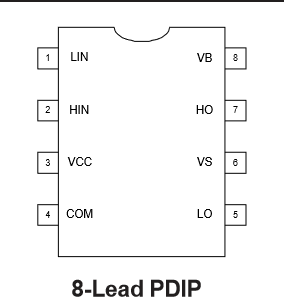 1 LIN VB 8
2 HIN HO 7
3 VCC VS 6
4 COM LO 5
8-Lead PDIP